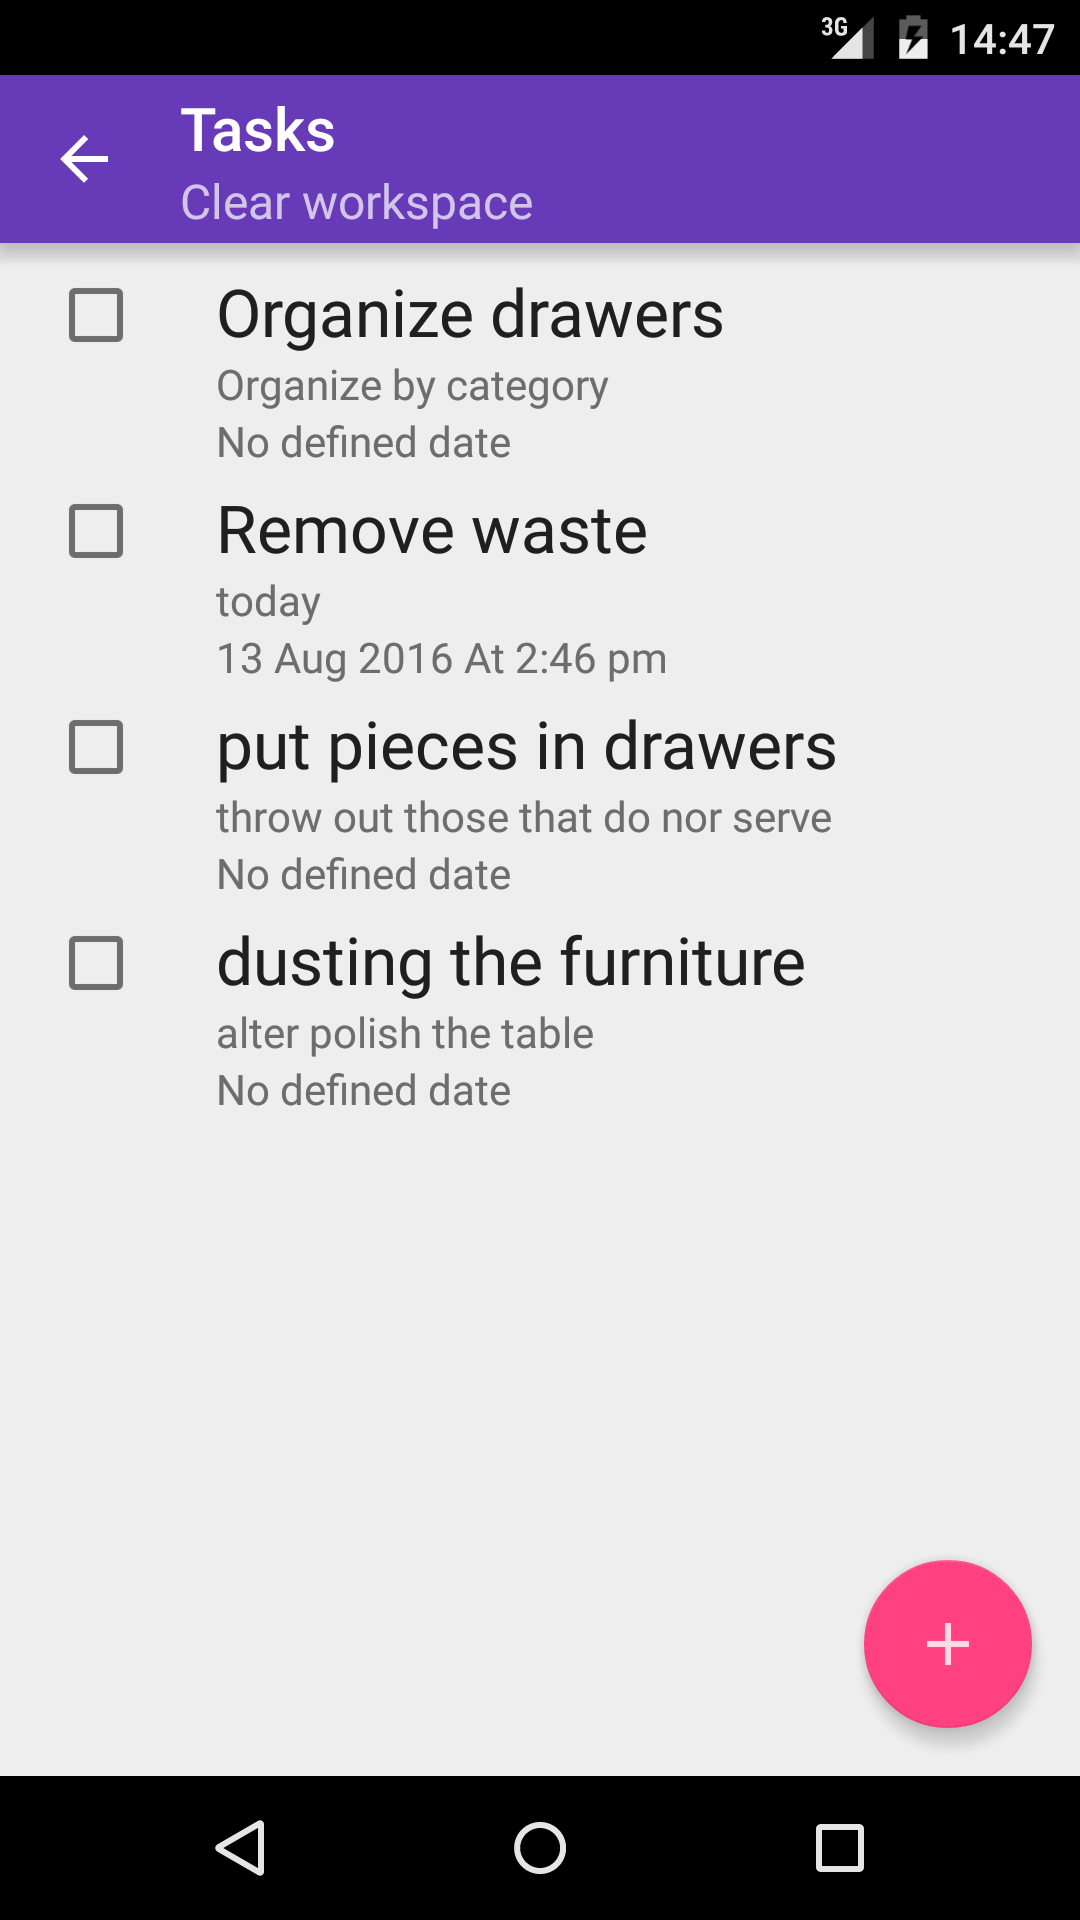 3G 14:47
Tasks
Clear workspace
Organize drawers
Organize by category
No defined date
Remove waste
today
13 Aug 2016 At 2:46 pm
put pieces in drawers
throw out those that do nor serve
No defined date
dusting the furniture
alter polish the table
No defined date